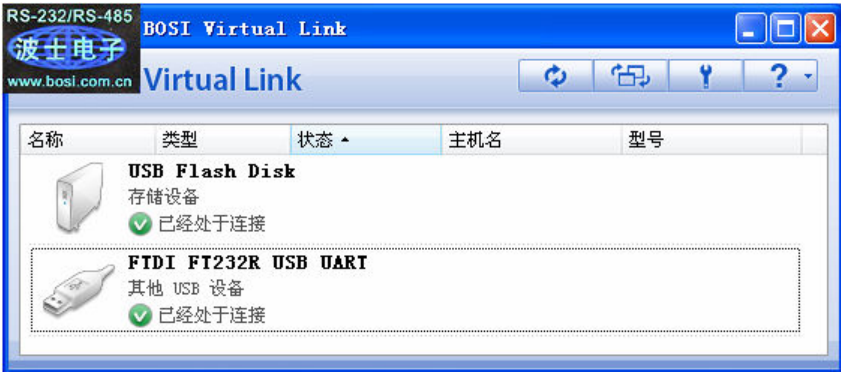 RS-232/RS-485
波士电子
www.bosi.com.cn
BOSI Virtual Link
Virtual Link
?
名称 类型 状态 主机名 型号
USB Flash Disk
存储设备
已经处于连接
FTDI FT232R USB UART
其他 USB 设备
已经处于连接